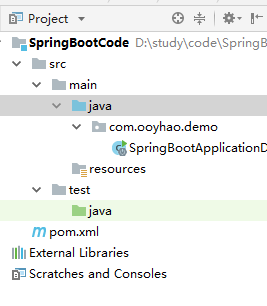 Project
SpringBootCode D:\study\code\SpringB
src
main
java
com.ooyhao.demo
SpringBootApplicationD
resources
test
java
pom.xml
External Libraries
Scratches and Consoles